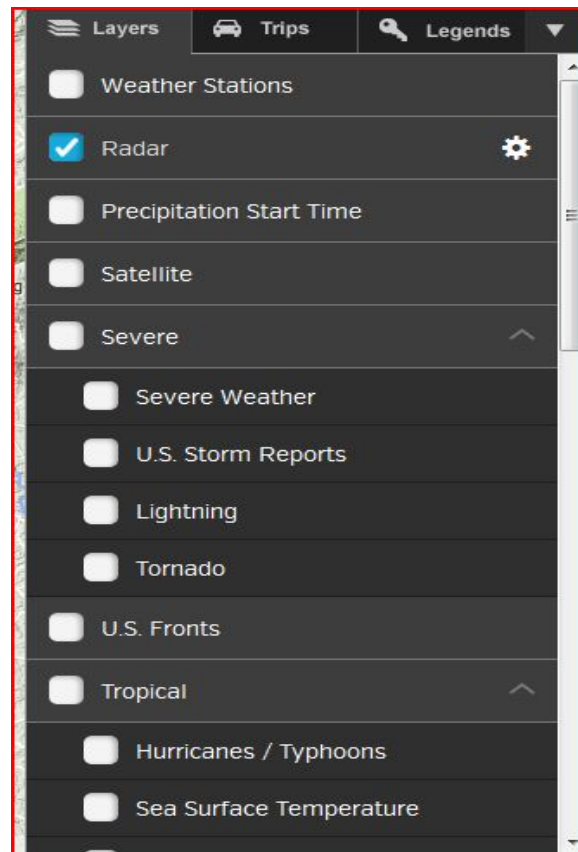 Layers Trips Legends
Weather Stations
Radar
Precipitation Start Time
Satellite
Severe
Severe Weather
U.S. Storm Reports
Lightning
Tornado
U.S. Fronts
Tropical
Hurricanes / Typhoons
Sea Surface Temperature